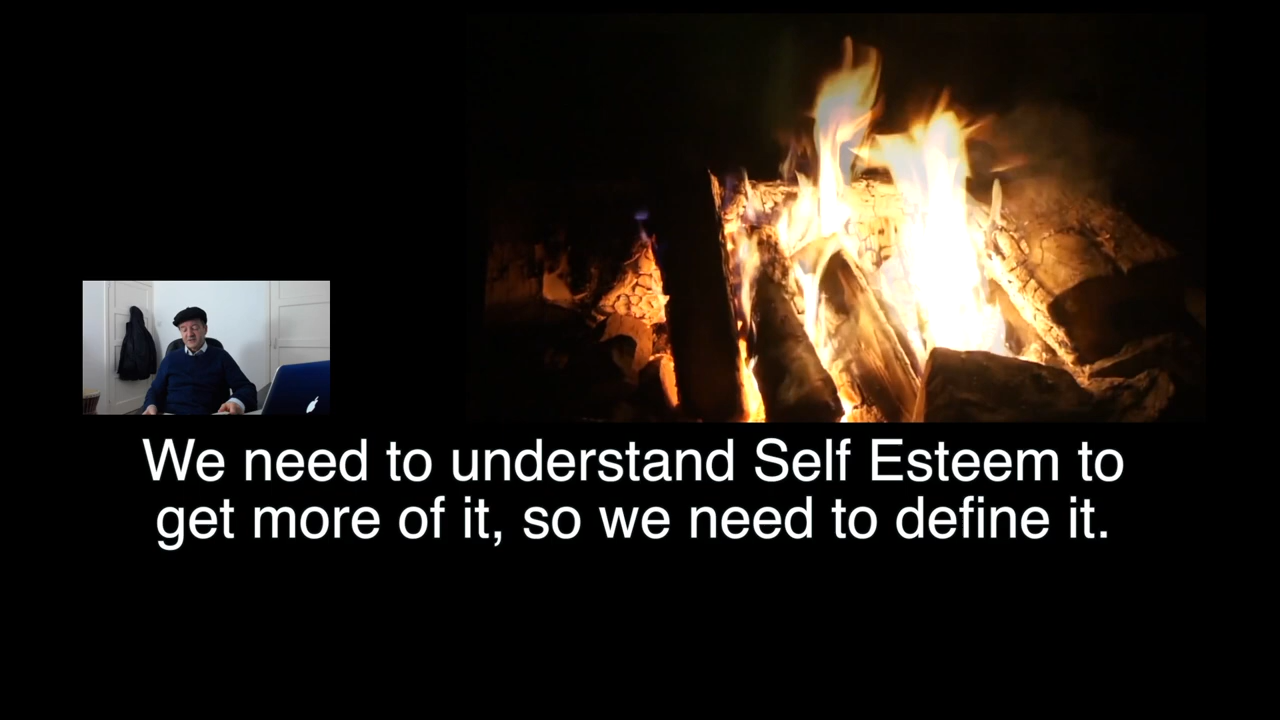 We need to understand Self Esteem to
get more of it, so we need to define it.